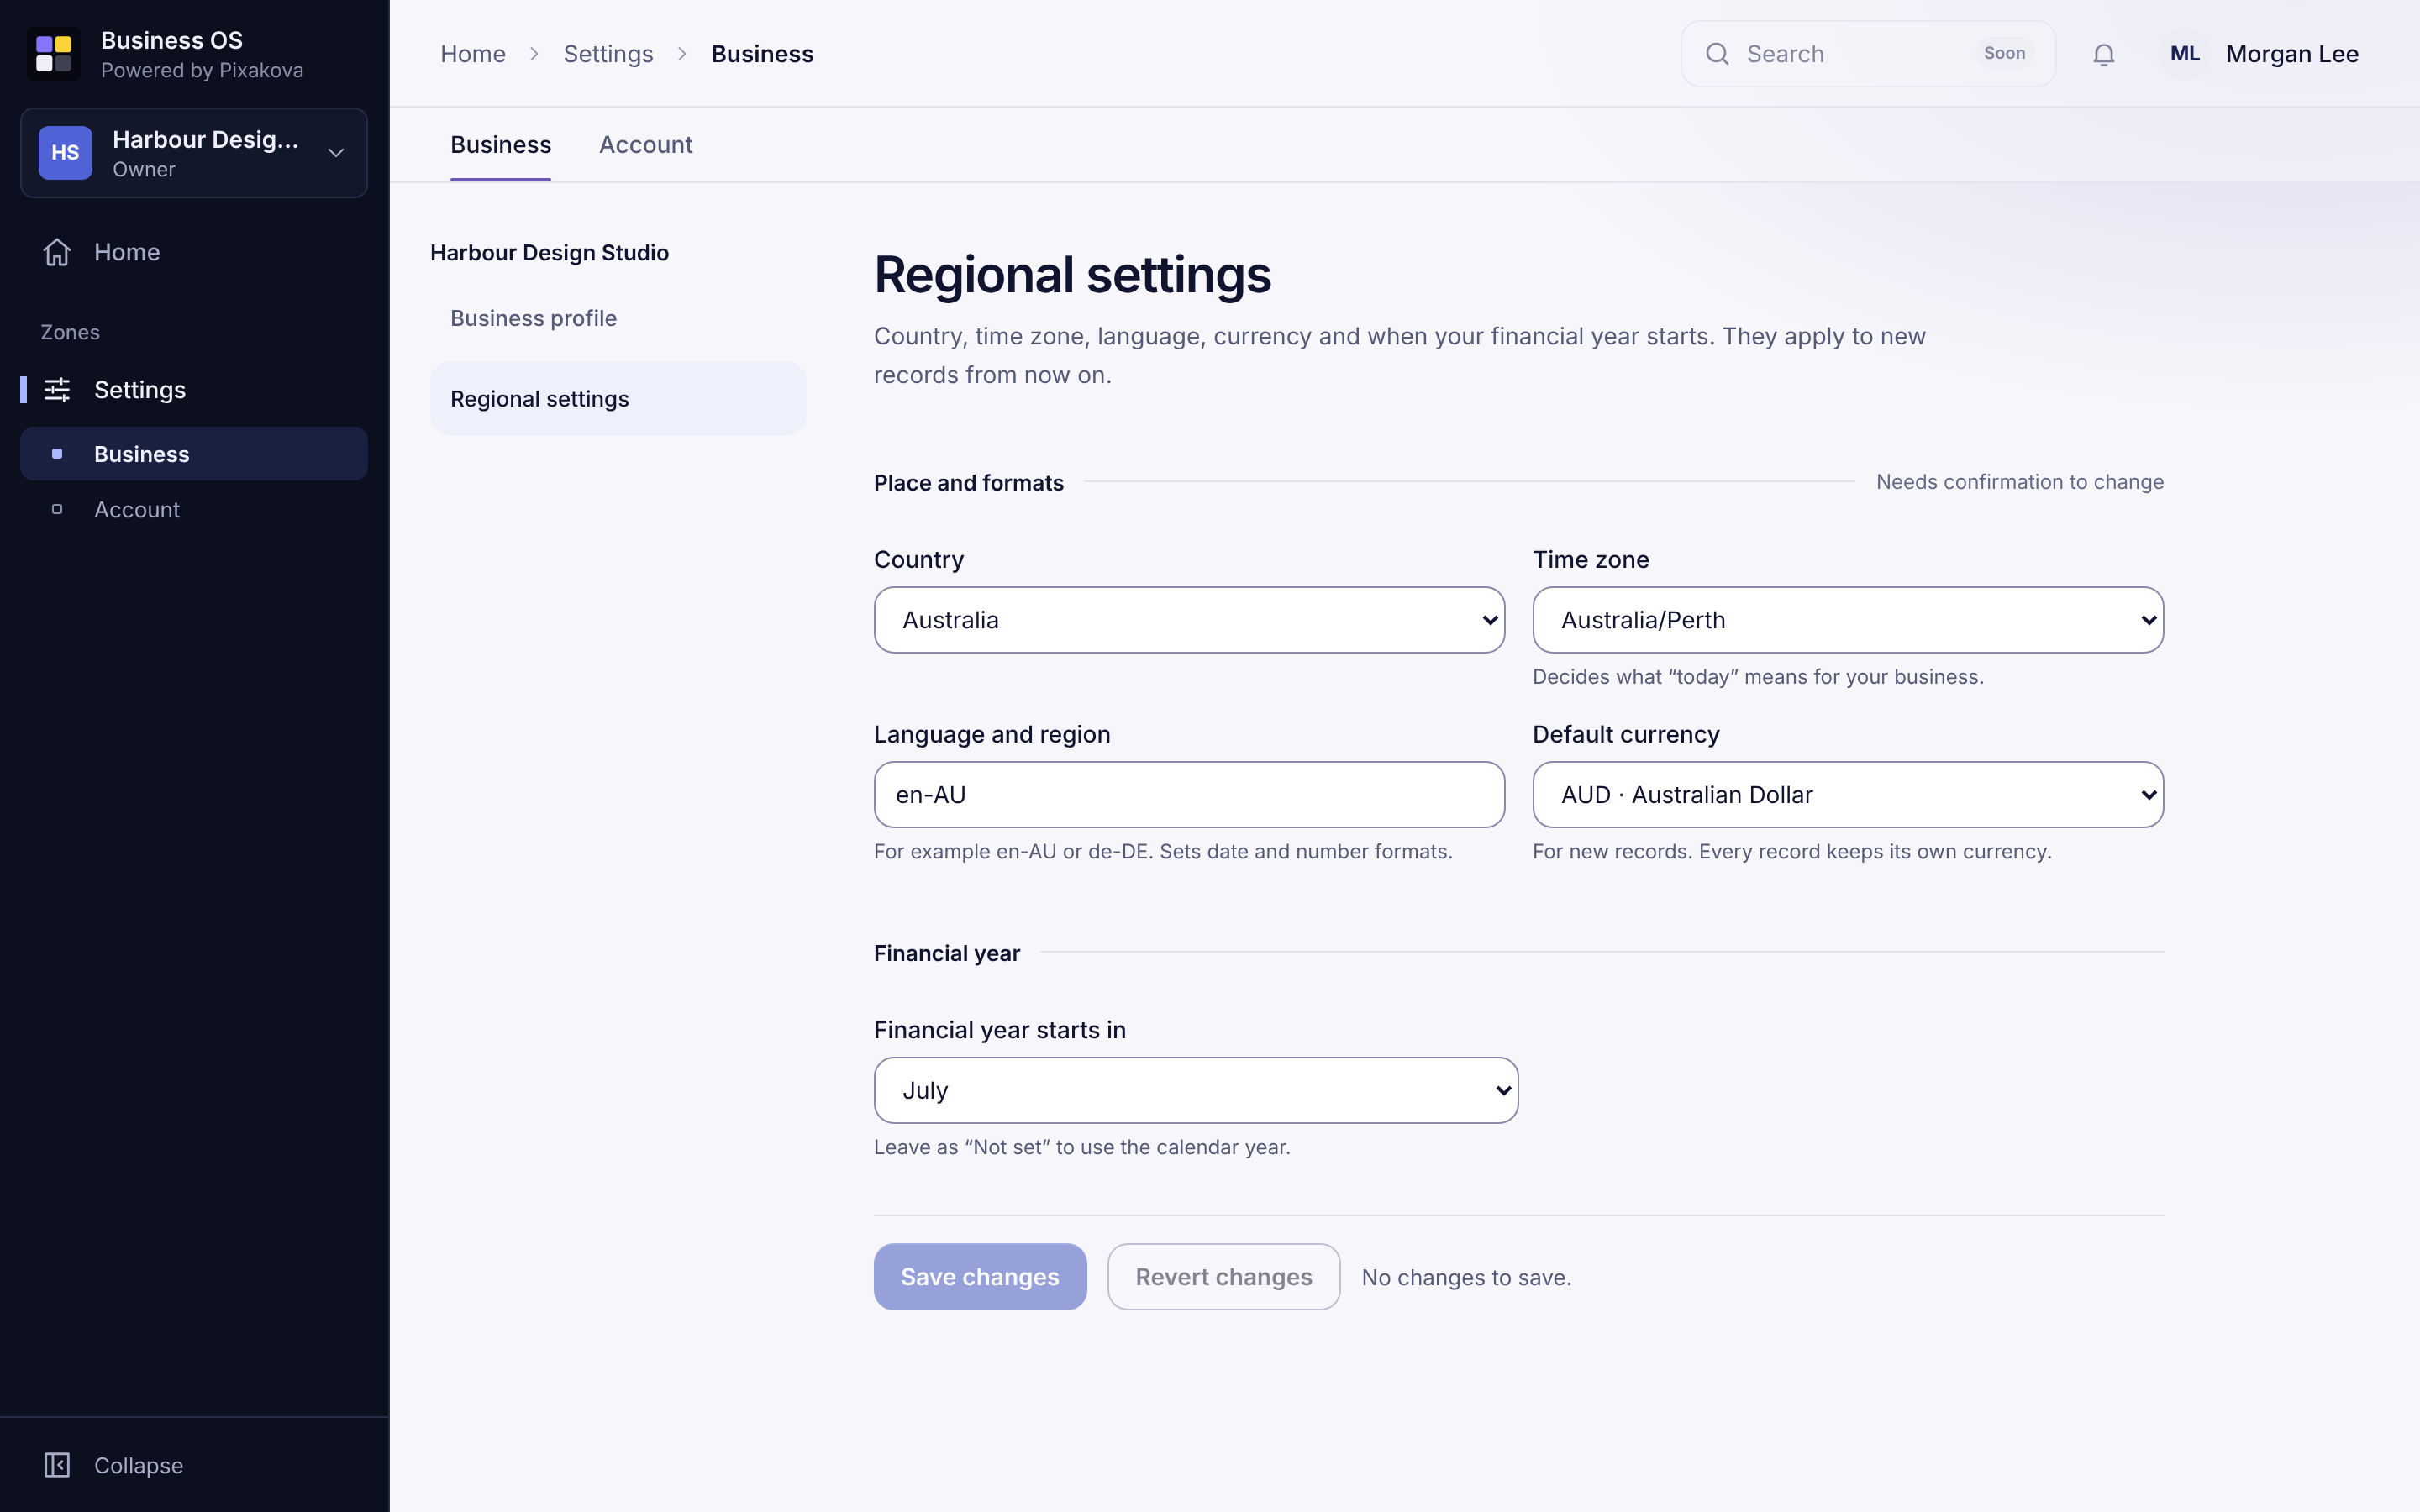 Business OS
Powered by Pixakova
HS
Harbour Desig...
Owner
Home
Zones
Settings
Business
Account
Collapse
Home
Settings
Business
Search
Soon
ML
Morgan Lee
Business
Account
Harbour Design Studio
Business profile
Regional settings
Regional settings
Country, time zone, language, currency and when your financial year starts. They apply to new
records from now on.
Place and formats
Needs confirmation to change
Country
Australia
Time zone
Australia/Perth
Decides what “today” means for your business.
Language and region
en-AU
For example en-AU or de-DE. Sets date and number formats.
Default currency
AUD · Australian Dollar
For new records. Every record keeps its own currency.
Financial year
Financial year starts in
July
Leave as “Not set” to use the calendar year.
Save changes
Revert changes
No changes to save.